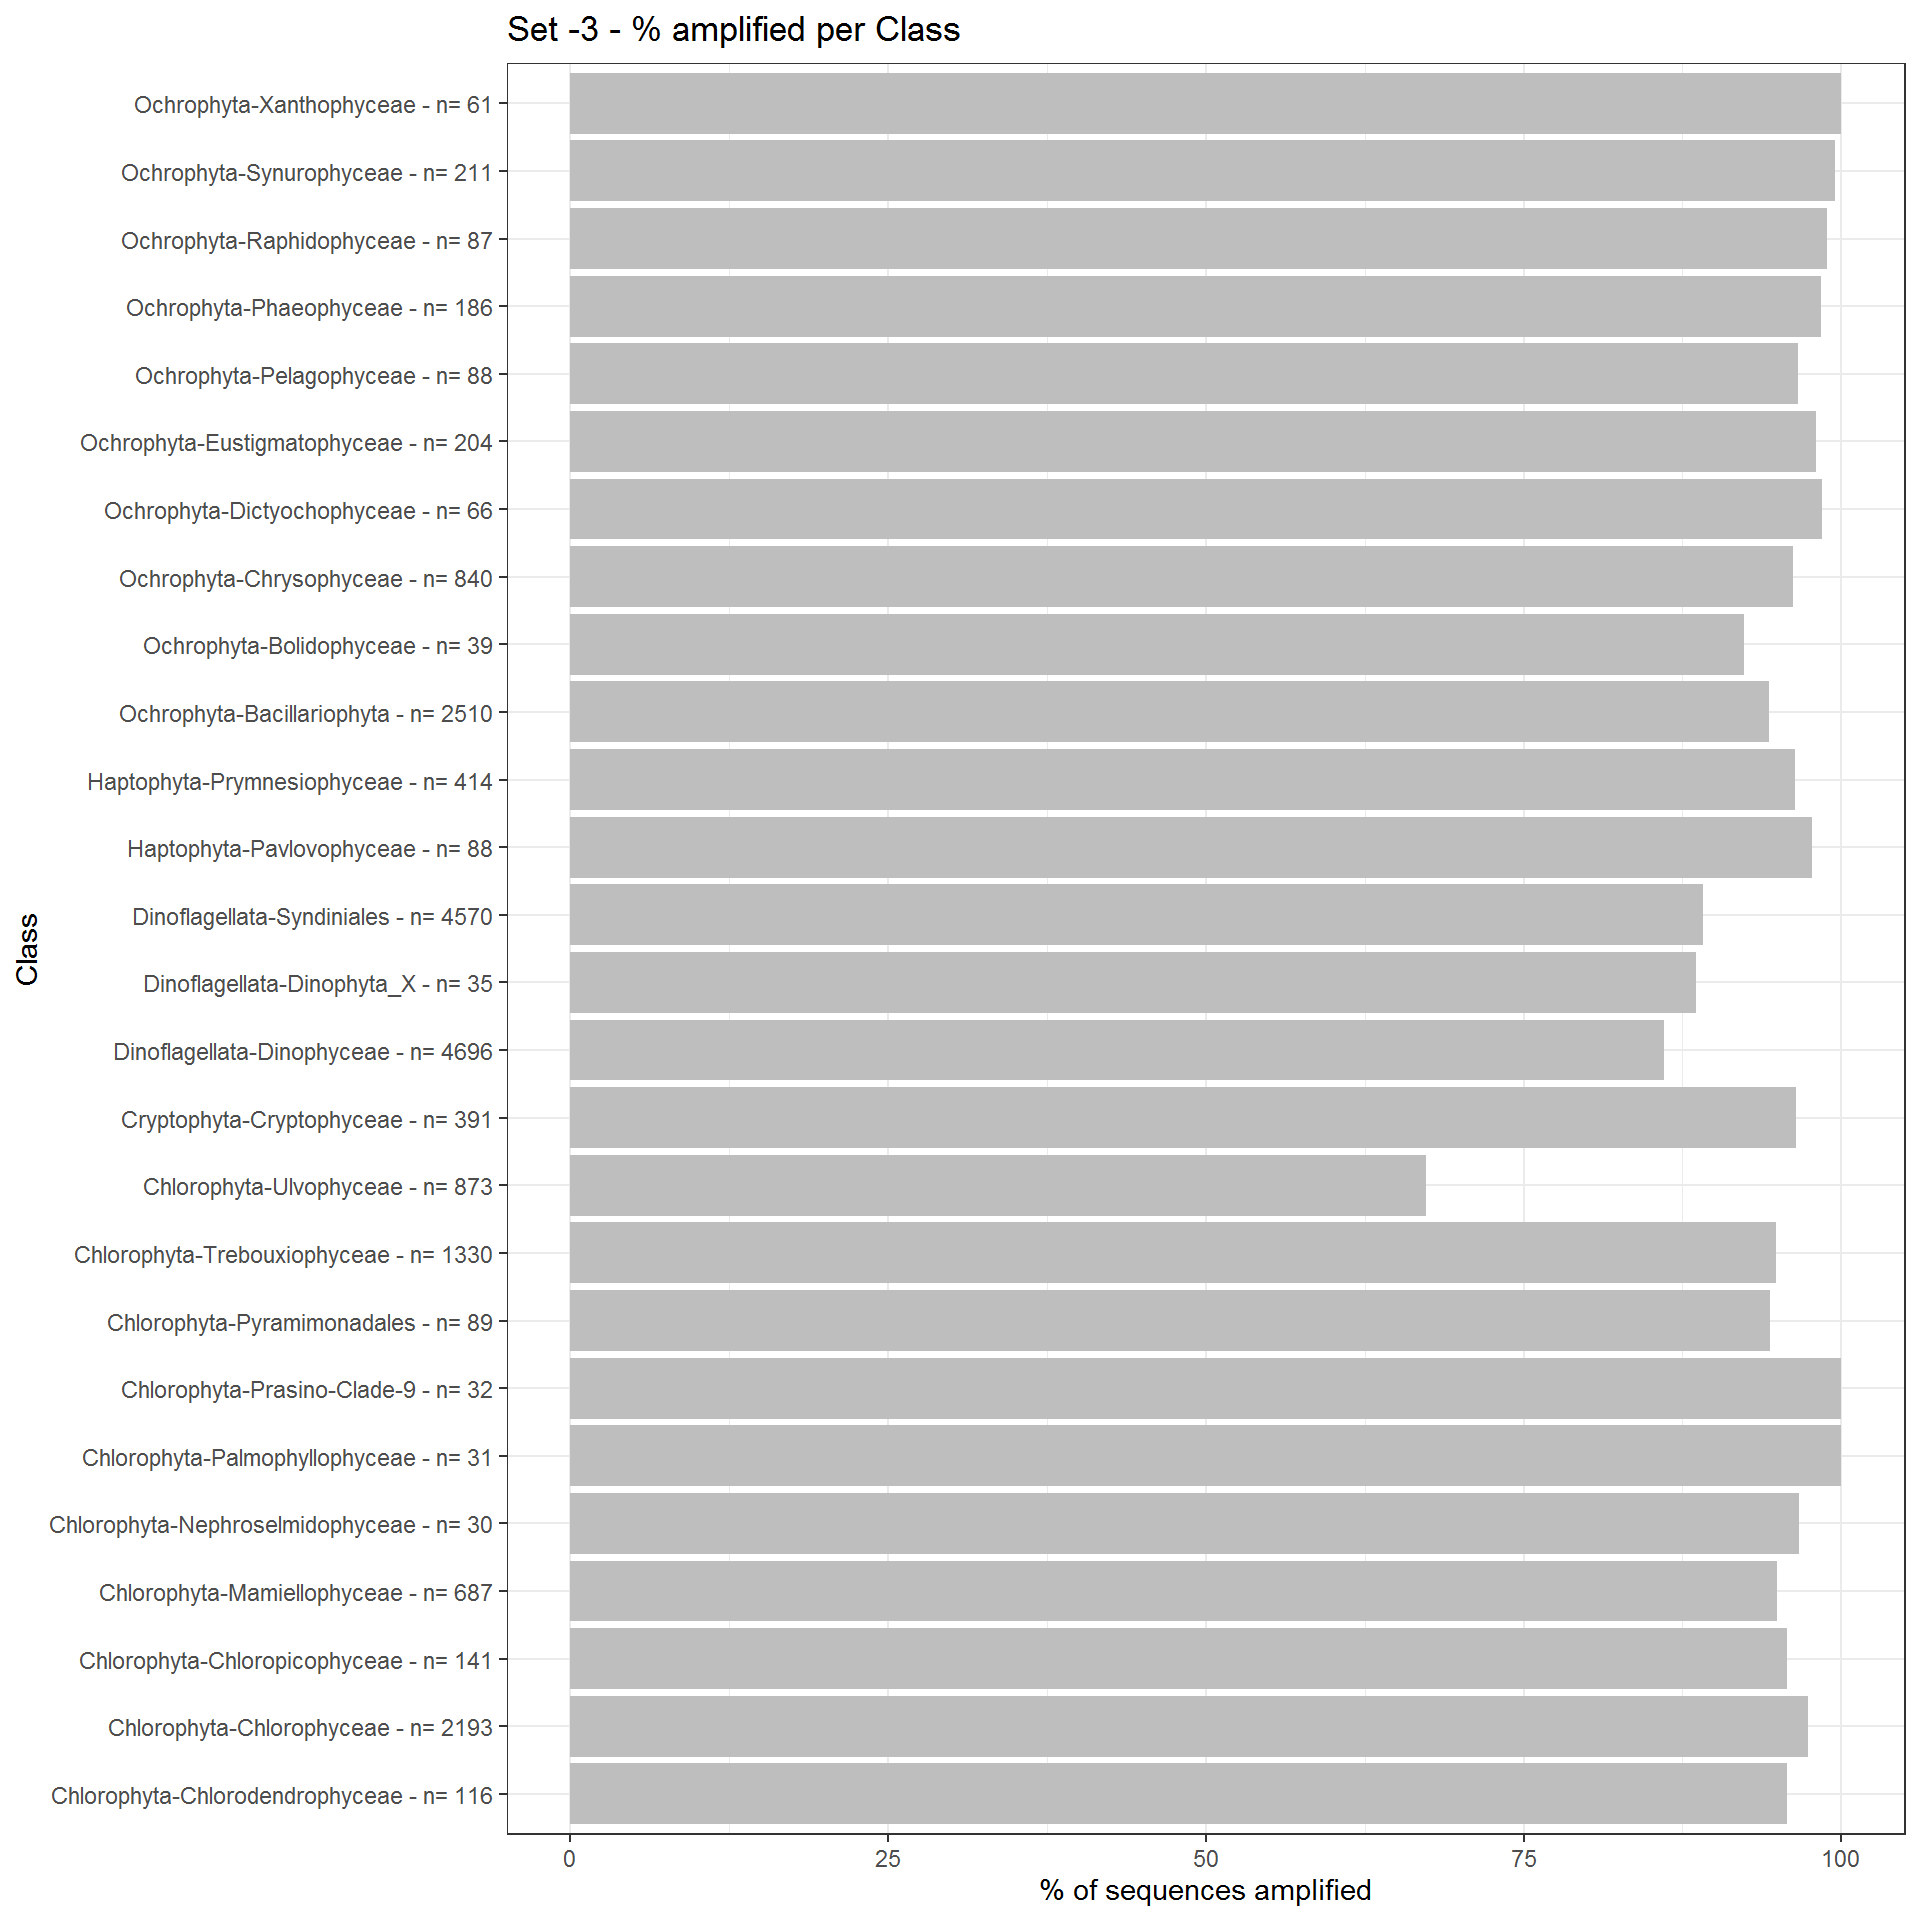 Set -3 - % amplified per Class
Ochrophyta-Xanthophyceae - n= 61
Ochrophyta-Synurophyceae - n= 211
Ochrophyta-Raphidophyceae - n= 87
Ochrophyta-Phaeophyceae - n= 186
Ochrophyta-Pelagophyceae - n= 88
Ochrophyta-Eustigmatophyceae - n= 204
Ochrophyta-Dictyochophyceae - n= 66
Ochrophyta-Chrysophyceae - n= 840
Ochrophyta-Bolidophyceae - n= 39
Ochrophyta-Bacillariophyta - n= 2510
Haptophyta-Prymnesiophyceae - n= 414
Haptophyta-Pavlovophyceae - n= 88
Dinoflagellata-Syndiniales - n= 4570
Dinoflagellata-Dinophyta_X - n= 35
Dinoflagellata-Dinophyceae - n= 4696
Cryptophyta-Cryptophyceae - n= 391
Chlorophyta-Ulvophyceae - n= 873
Chlorophyta-Trebouxiophyceae - n= 1330
Chlorophyta-Pyramimonadales - n= 89
Chlorophyta-Prasino-Clade-9 - n= 32
Chlorophyta-Palmophyllophyceae - n= 31
Chlorophyta-Nephroselmidophyceae - n= 30
Chlorophyta-Mamiellophyceae - n= 687
Chlorophyta-Chloropicophyceae - n= 141
Chlorophyta-Chlorophyceae - n= 2193
Chlorophyta-Chlorodendrophyceae - n= 116
Class
0 25 50 75 100
% of sequences amplified